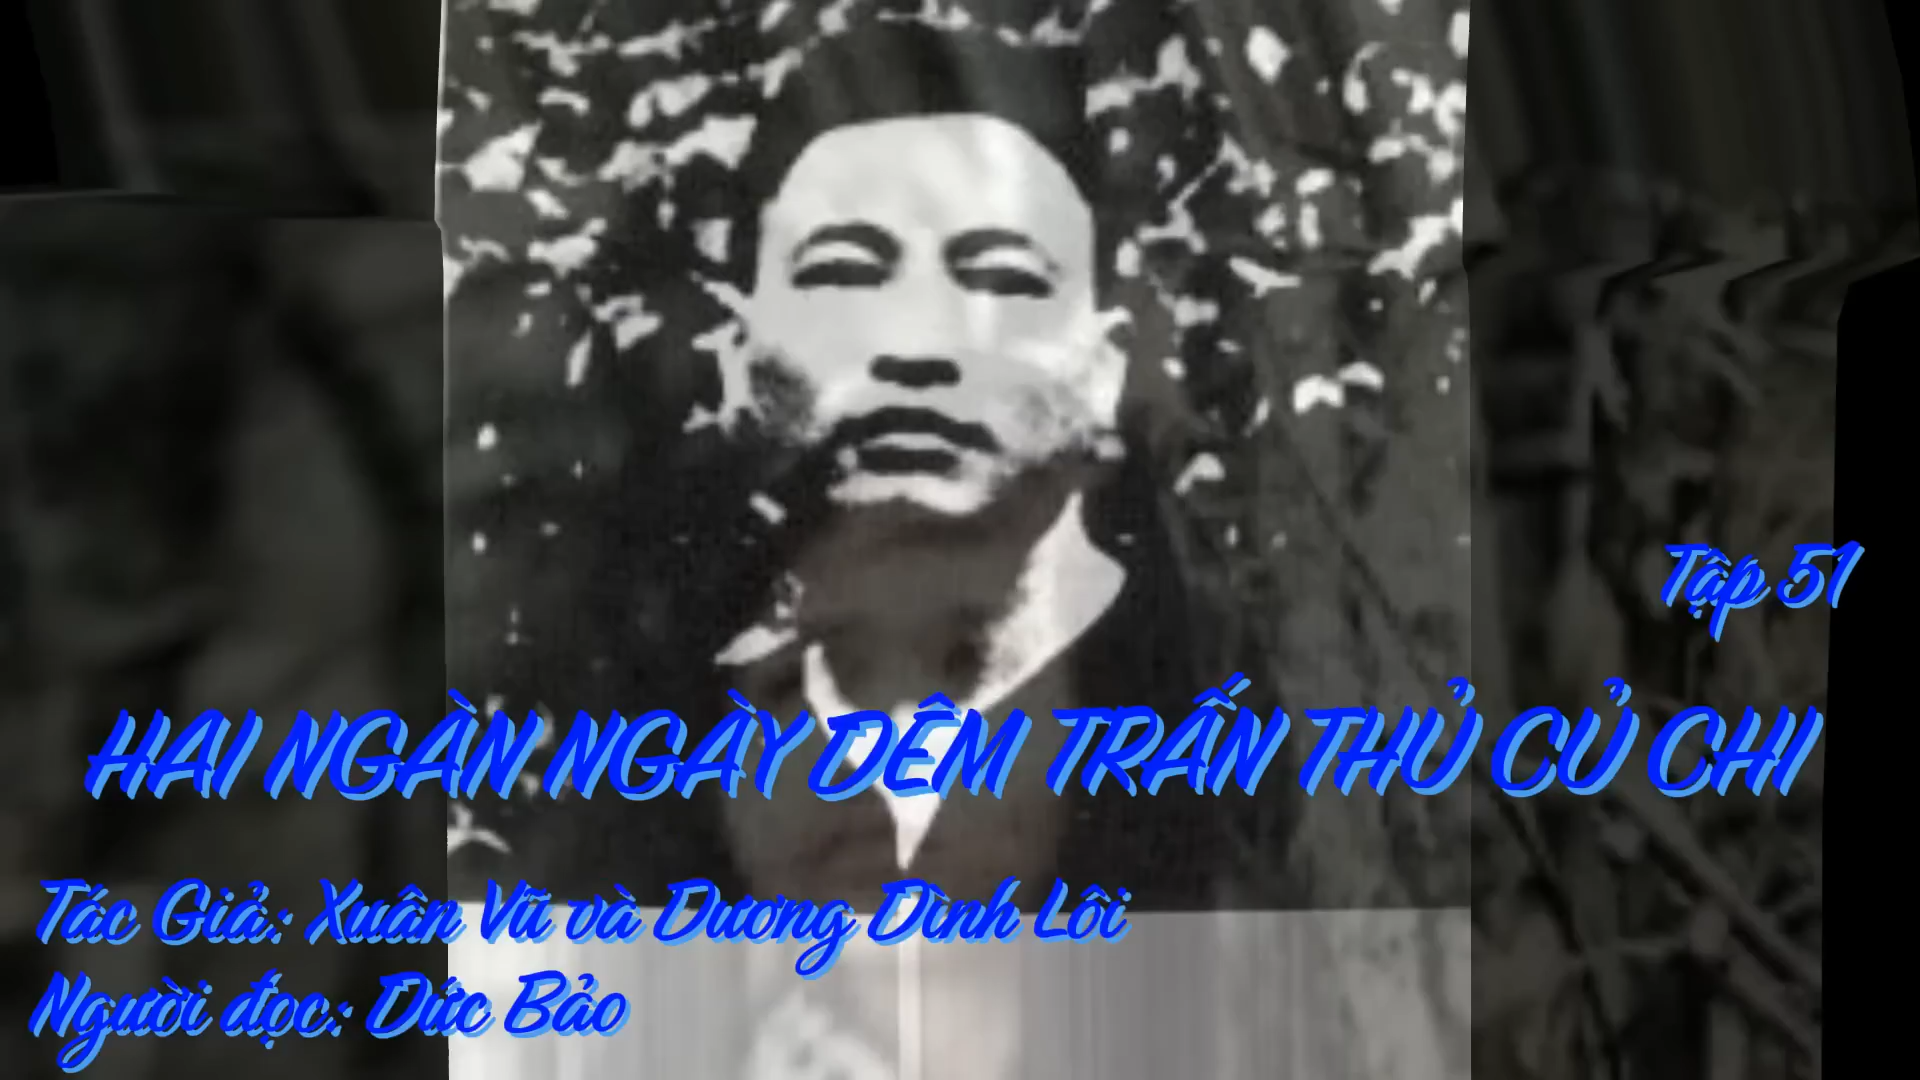 Tập 51
HAI NGÀN NGÀY ĐÊM TRẤN THỦ CỦ CHI
Tác Giả: Xuân Vũ và Dương Đình Lôi
Người đọc: Đức Bảo